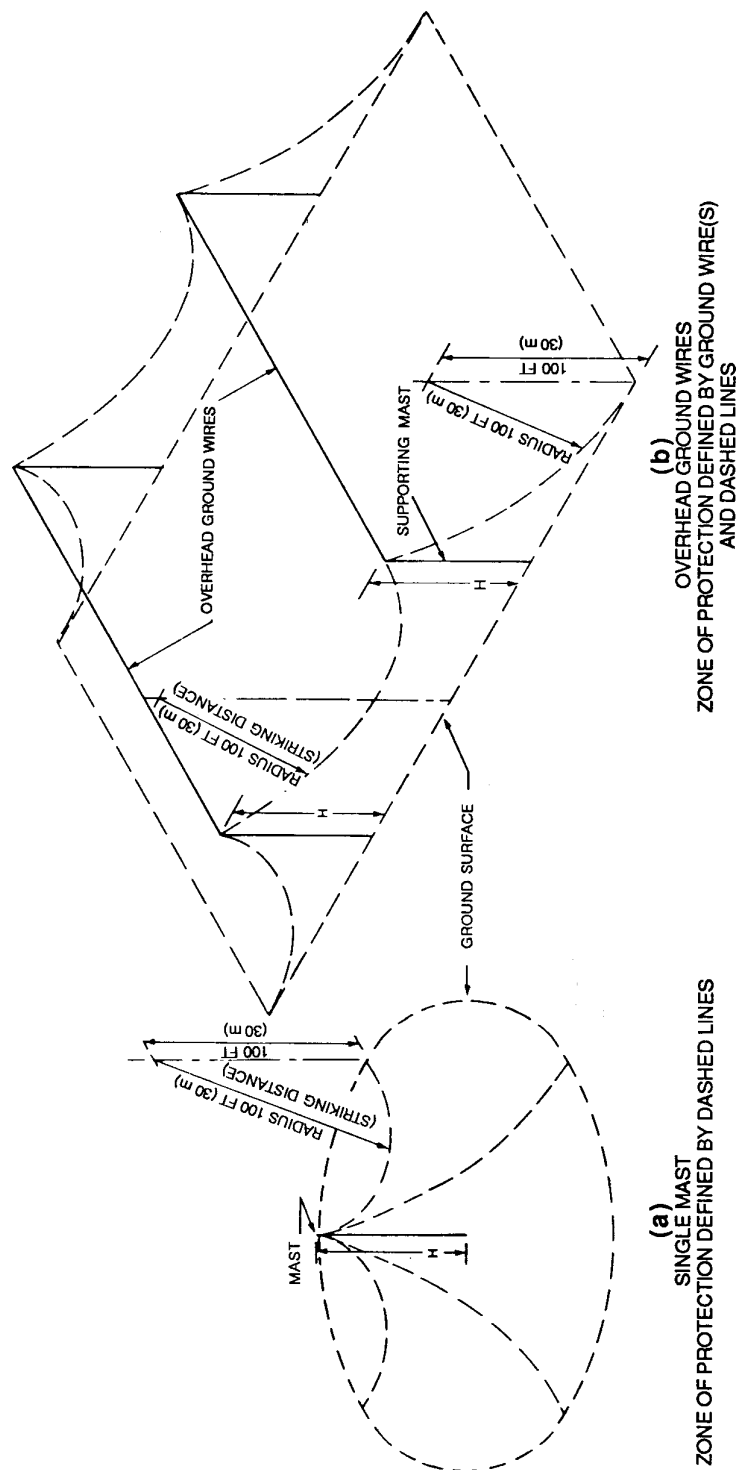 MAST
H
RADIUS 100 FT (30 m)
(STRIKING DISTANCE)
100 FT
(30 m)
GROUND SURFACE
(a)
SINGLE MAST
ZONE OF PROTECTION DEFINED BY DASHED LINES
H
RADIUS 100 FT (30 m)
(STRIKING DISTANCE)
OVERHEAD GROUND WIRES
SUPPORTING MAST
H
RADIUS 100 FT (30 m)
100 FT
(30 m)
(b)
OVERHEAD GROUND WIRES
ZONE OF PROTECTION DEFINED BY GROUND WIRE(S)
AND DASHED LINES